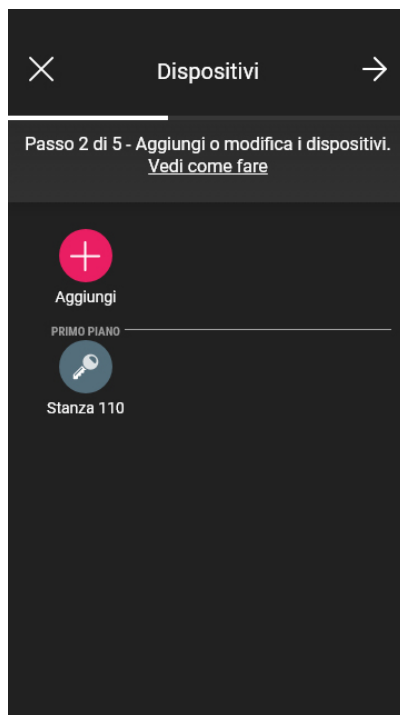 Dispositivi
Passo 2 di 5 - Aggiungi o modifica i dispositivi.
Vedi come fare
Aggiungi
PRIMO PIANO
Stanza 110